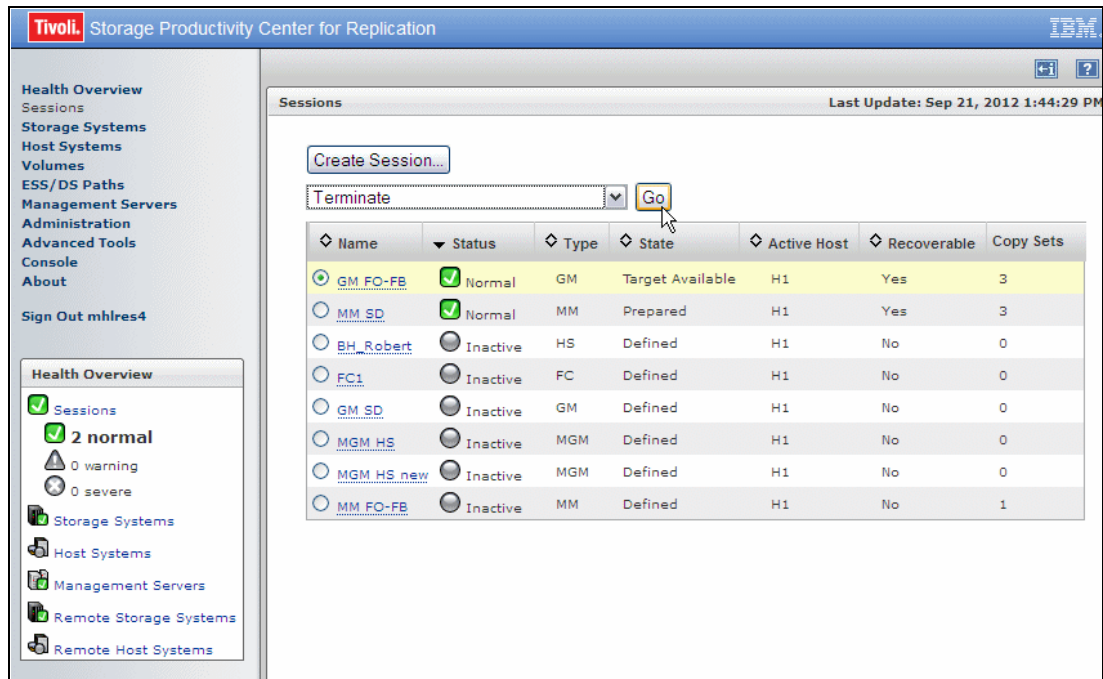 Tivoli. Storage Productivity Center for Replication IBM.
Health Overview
Sessions
Storage Systems
Host Systems
Volumes
ESS/DS Paths
Management Servers
Administration
Advanced Tools
Console
About
Sign Out mhlres4
Health Overview
Sessions
2 normal
0 warning
0 severe
Storage Systems
Host Systems
Management Servers
Remote Storage Systems
Remote Host Systems
i ?
Sessions Last Update: Sep 21, 2012 1:44:29 PM
Create Session...
Terminate Go
Name Status Type State Active Host Recoverable Copy Sets
GM FO-FB Normal GM Target Available H1 Yes 3
MM SD Normal MM Prepared H1 Yes 3
BH_Robert Inactive HS Defined H1 No 0
FC1 Inactive FC Defined H1 No 0
GM SD Inactive GM Defined H1 No 0
MGM HS Inactive MGM Defined H1 No 0
MGM HS new Inactive MGM Defined H1 No 0
MM FO-FB Inactive MM Defined H1 No 1